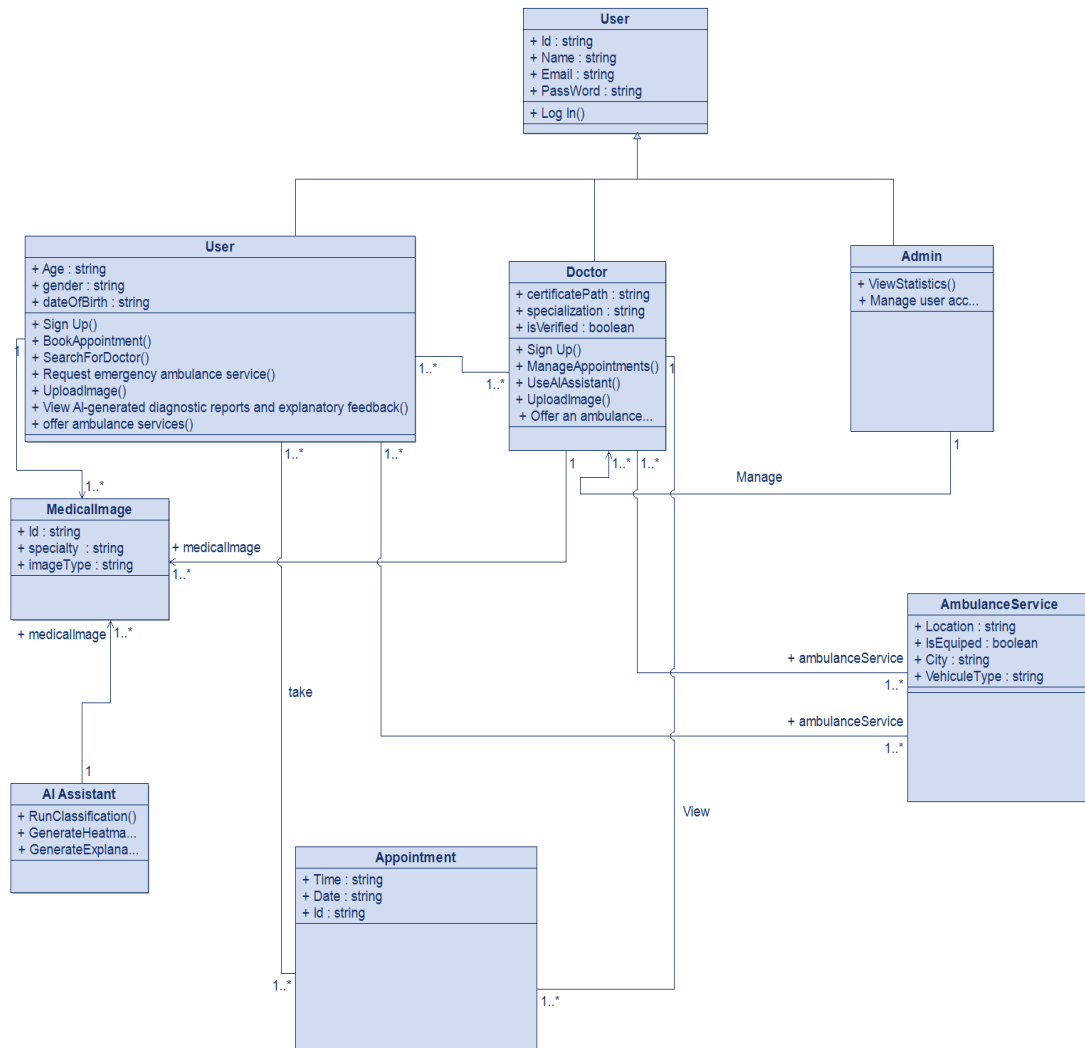 User
+ Id : string
+ Name : string
+ Email : string
+ PassWord : string
+ Log In()
User
+ Age : string
+ gender : string
+ dateOfBirth : string
+ Sign Up()
+ BookAppointment()
+ SearchForDoctor()
+ Request emergency ambulance service()
+ UploadImage()
+ View AI-generated diagnostic reports and explanatory feedback()
+ offer ambulance services()
Doctor
+ certificatePath : string
+ specialization : string
+ isVerified : boolean
+ Sign Up()
+ ManageAppointments()
+ UseAIAssistant()
+ UploadImage()
+ Offer an ambulance...
Admin
+ ViewStatistics()
+ Manage user acc...
1
1..*
1..*
1
1..*
1..*
1..*
1
1..*
1..*
1
Manage
MedicalImage
+ Id : string
+ specialty : string
+ imageType : string
+ medicalImage
1..*
+ medicalImage
1..*
AmbulanceService
+ Location : string
+ IsEquiped : boolean
+ City : string
+ VehiculeType : string
+ ambulanceService
1..*
+ ambulanceService
1..*
take
View
1
AI Assistant
+ RunClassification()
+ GenerateHeatma...
+ GenerateExplana...
Appointment
+ Time : string
+ Date : string
+ Id : string
1..*
1..*